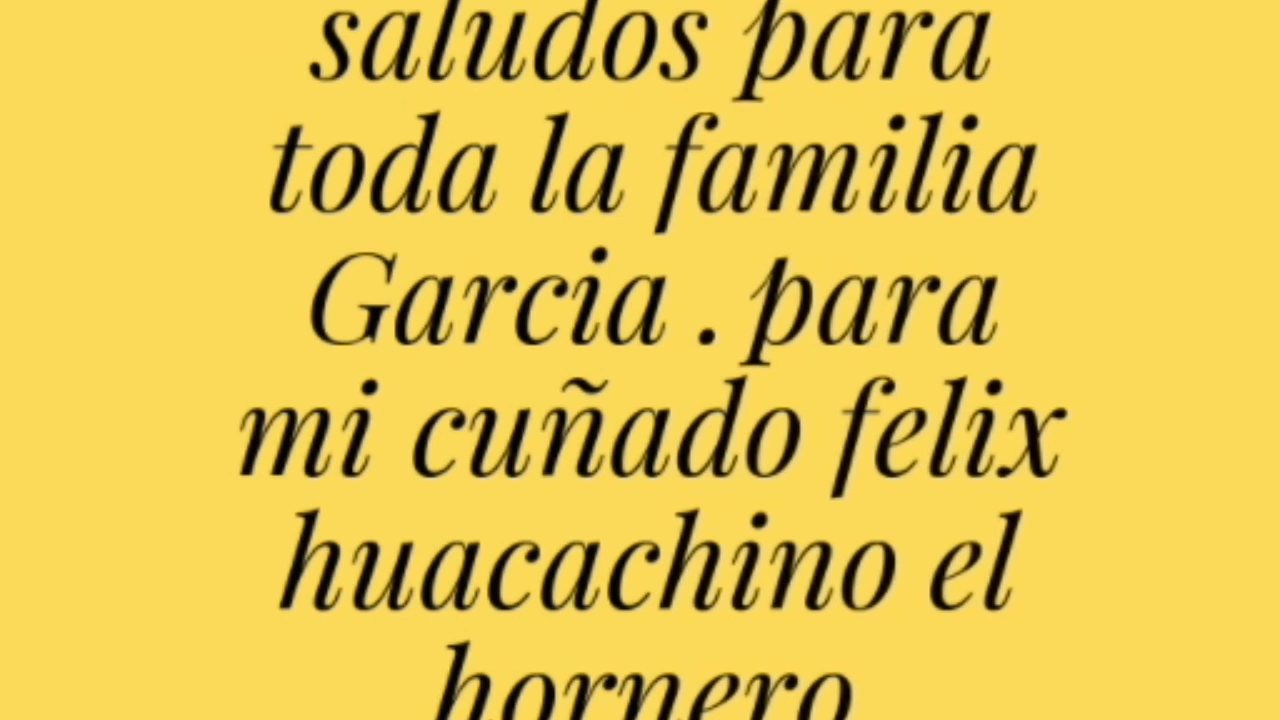 saludos para
toda la familia
Garcia . para
mi cuñado felix
huacachino el
hornero